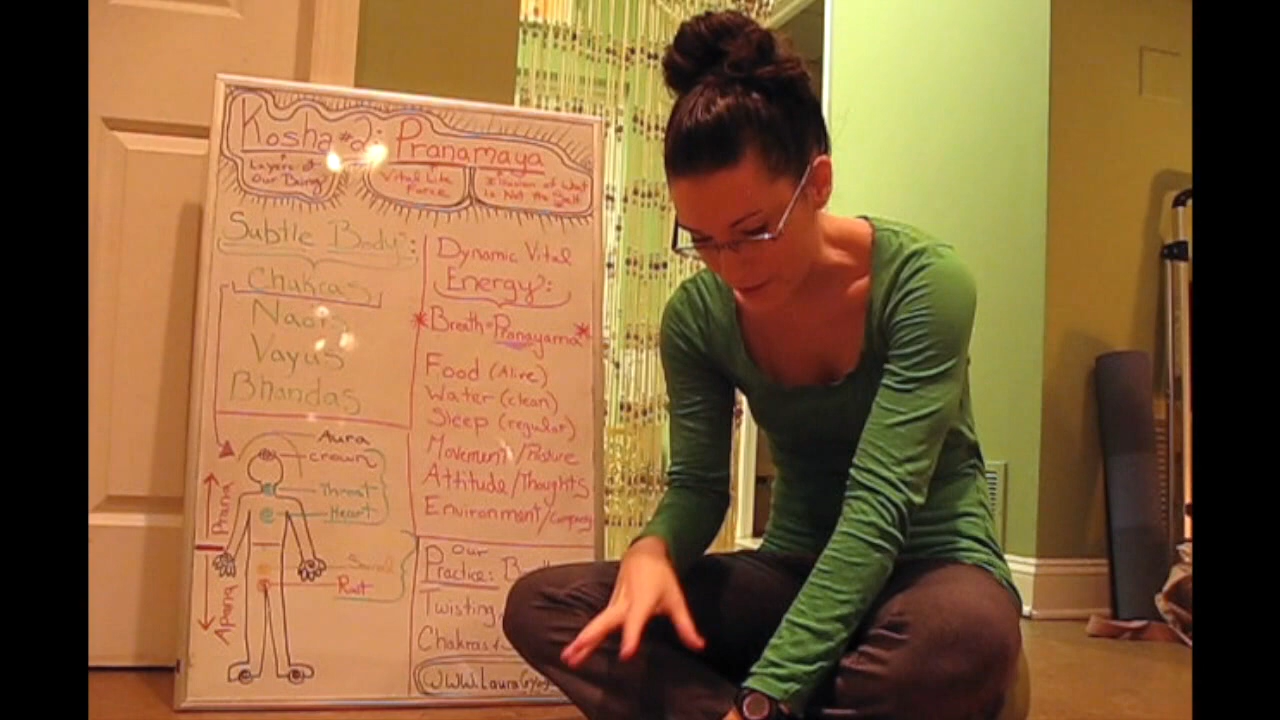 Kosha #2: Pranamaya
Layers of Our Being
Vital Life Force
Illusion of What Is Not the Self
Subtle Body:
Chakras
Vayus
Bhandas
Aura
crown
Throat
Heart
Sacral
Root
Prana
Apana
Dynamic Vital
Energy:
*Breath=Pranayama*
Food (Alive)
Water (clean)
Sleep (regular)
Movement/Posture
Attitude/Thoughts
Environment/Company
Our
Practice:
Twisting,
Chakras &
www.Laura